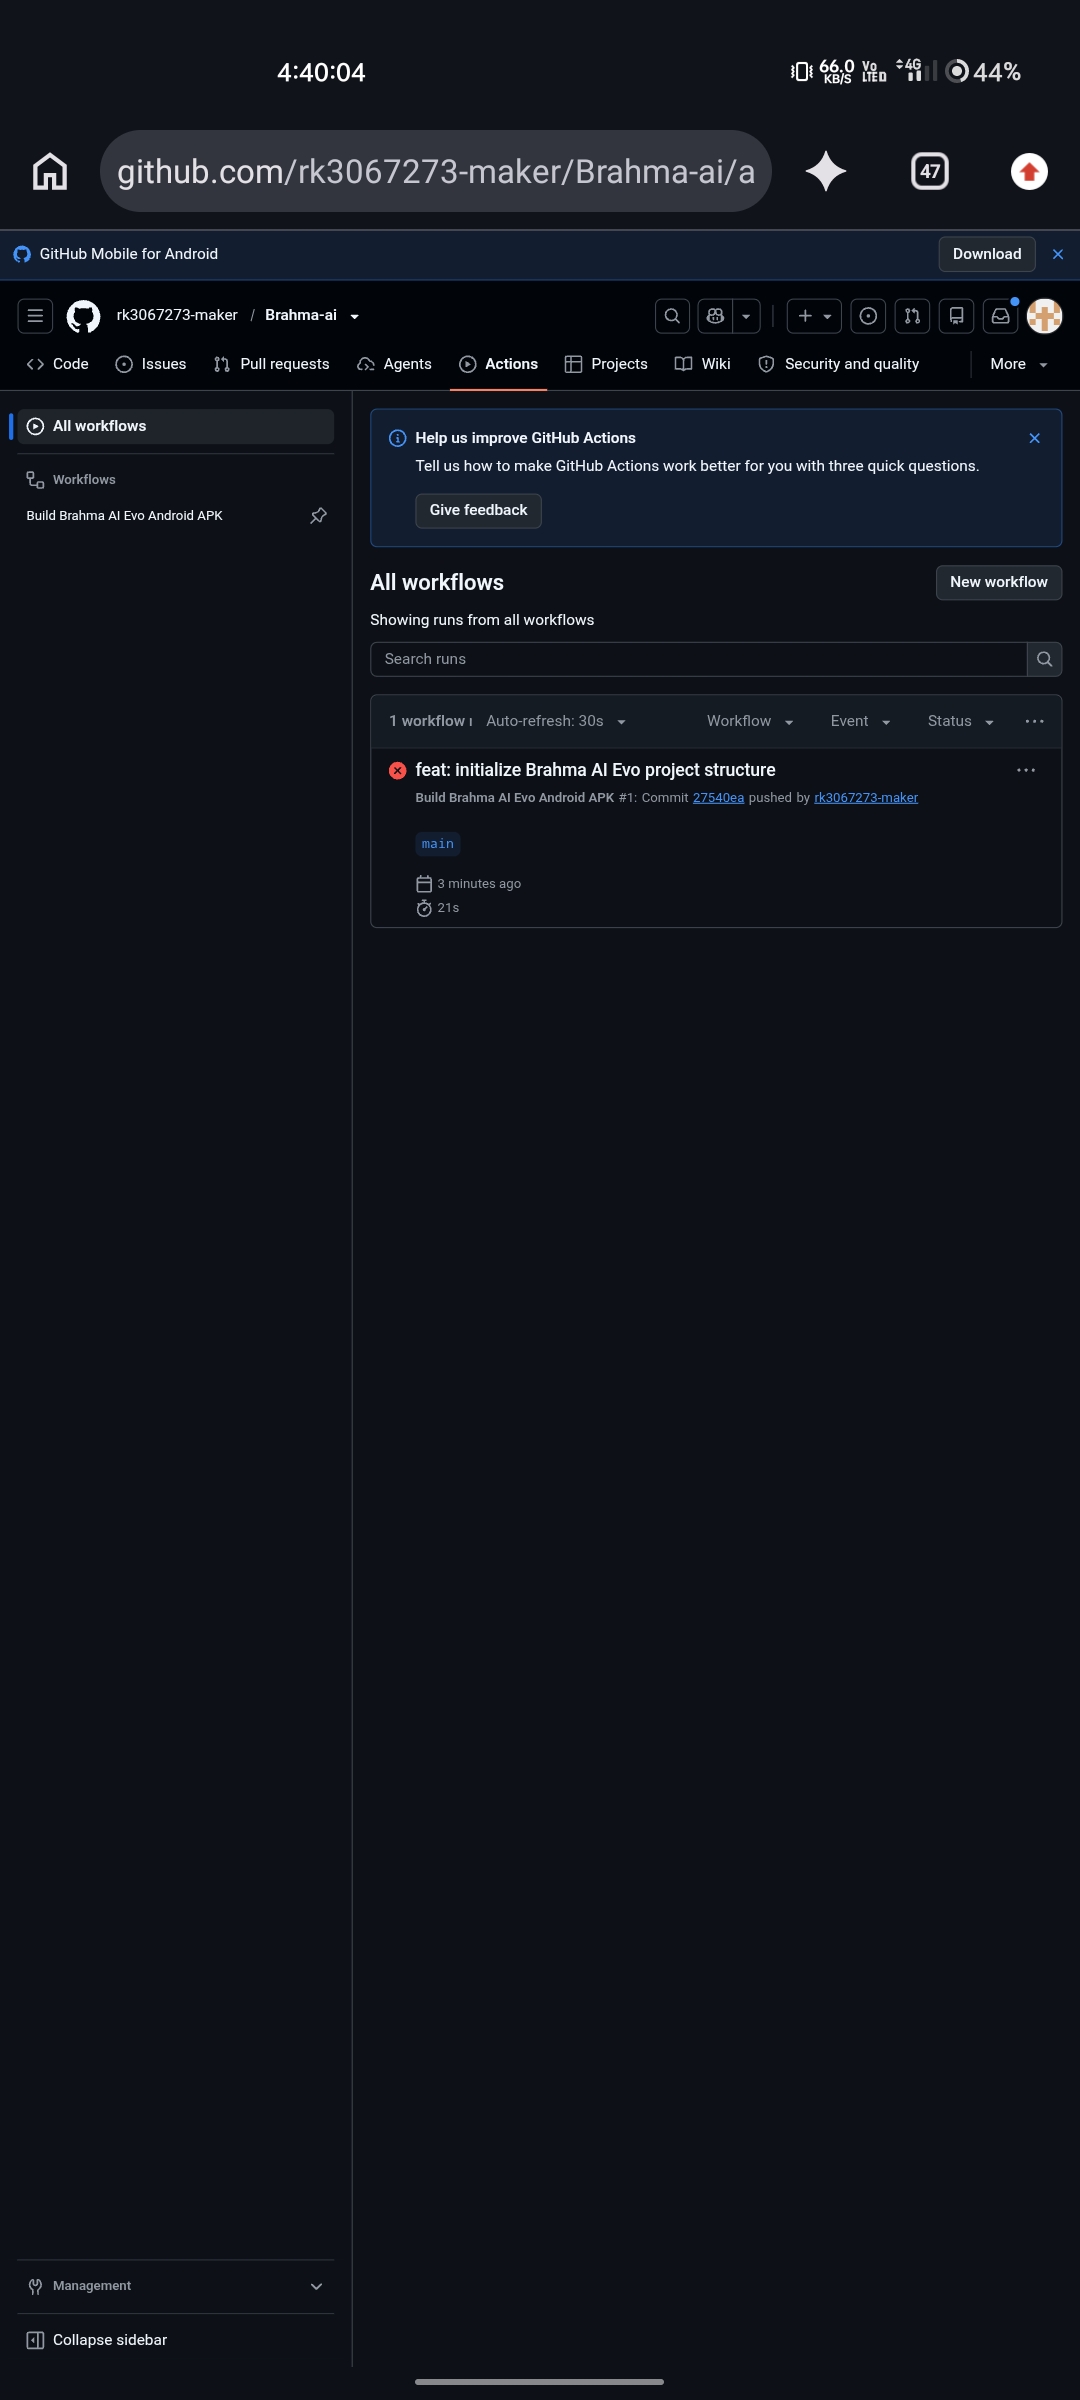 4:40:04
66.0 KB/S
Vo LTED
4G
44%
github.com/rk3067273-maker/Brahma-ai/a
47
GitHub Mobile for Android
Download
rk3067273-maker / Brahma-ai
Code
Issues
Pull requests
Agents
Actions
Projects
Wiki
Security and quality
More
All workflows
Workflows
Build Brahma AI Evo Android APK
Help us improve GitHub Actions
Tell us how to make GitHub Actions work better for you with three quick questions.
Give feedback
All workflows
New workflow
Showing runs from all workflows
Search runs
1 workflow
Auto-refresh: 30s
Workflow
Event
Status
feat: initialize Brahma AI Evo project structure
Build Brahma AI Evo Android APK #1: Commit 27540ea pushed by rk3067273-maker
main
3 minutes ago
21s
Management
Collapse sidebar